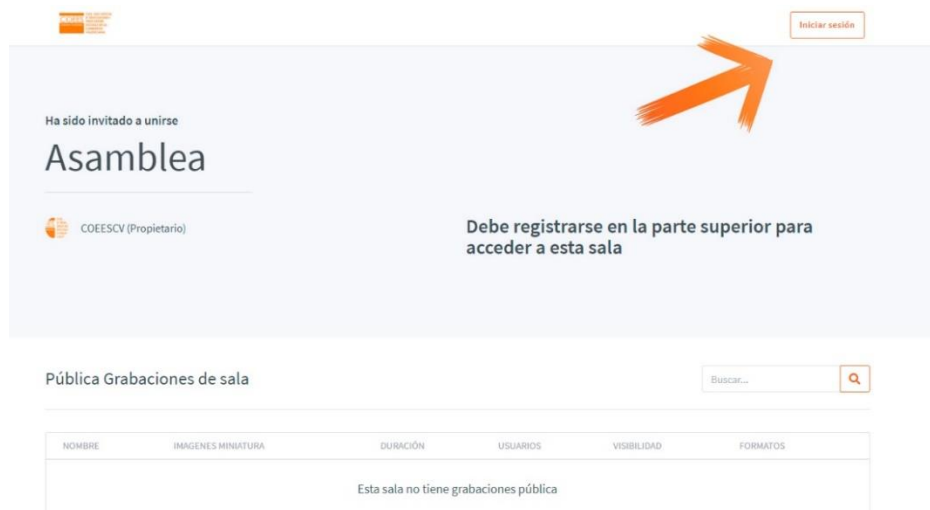 Iniciar sesión
Ha sido invitado a unirse
Asamblea
COEESCV (Propietario)
Debe registrarse en la parte superior para
acceder a esta sala
Pública Grabaciones de sala
Buscar...
NOMBRE IMAGENES MINIATURA DURACIÓN USUARIOS VISIBILIDAD FORMATOS
Esta sala no tiene grabaciones pública